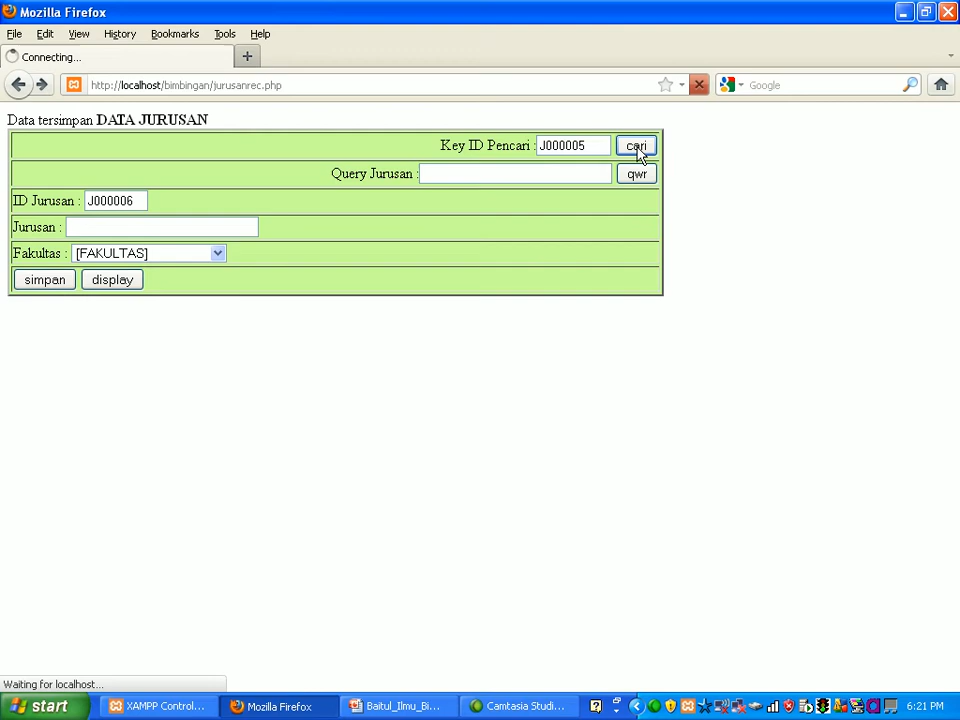 Mozilla Firefox
File Edit View History Bookmarks Tools Help
Connecting...
http://localhost/bimbingan/jurusanrec.php
Google
Data tersimpan DATA JURUSAN
Key ID Pencari : J000005 cari
Query Jurusan : qwr
ID Jurusan : J000006
Jurusan :
Fakultas : [FAKULTAS]
simpan display
Waiting for localhost...
start XAMPP Control... Mozilla Firefox Baitul_Ilmu_Bi... Camtasia Studi... 6:21 PM